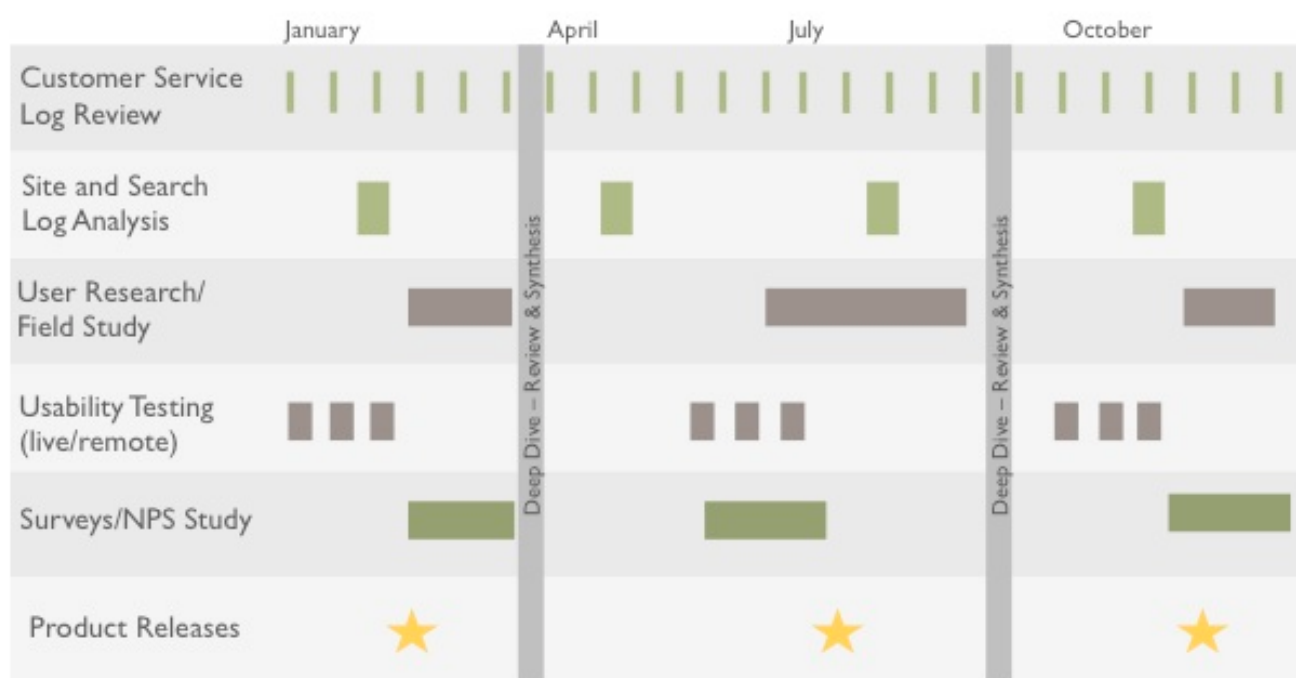 January April July October
Customer Service
Log Review
Site and Search
Log Analysis
User Research/
Field Study
Usability Testing
(live/remote)
Surveys/NPS Study
Product Releases
Deep Dive – Review & Synthesis
Deep Dive – Review & Synthesis